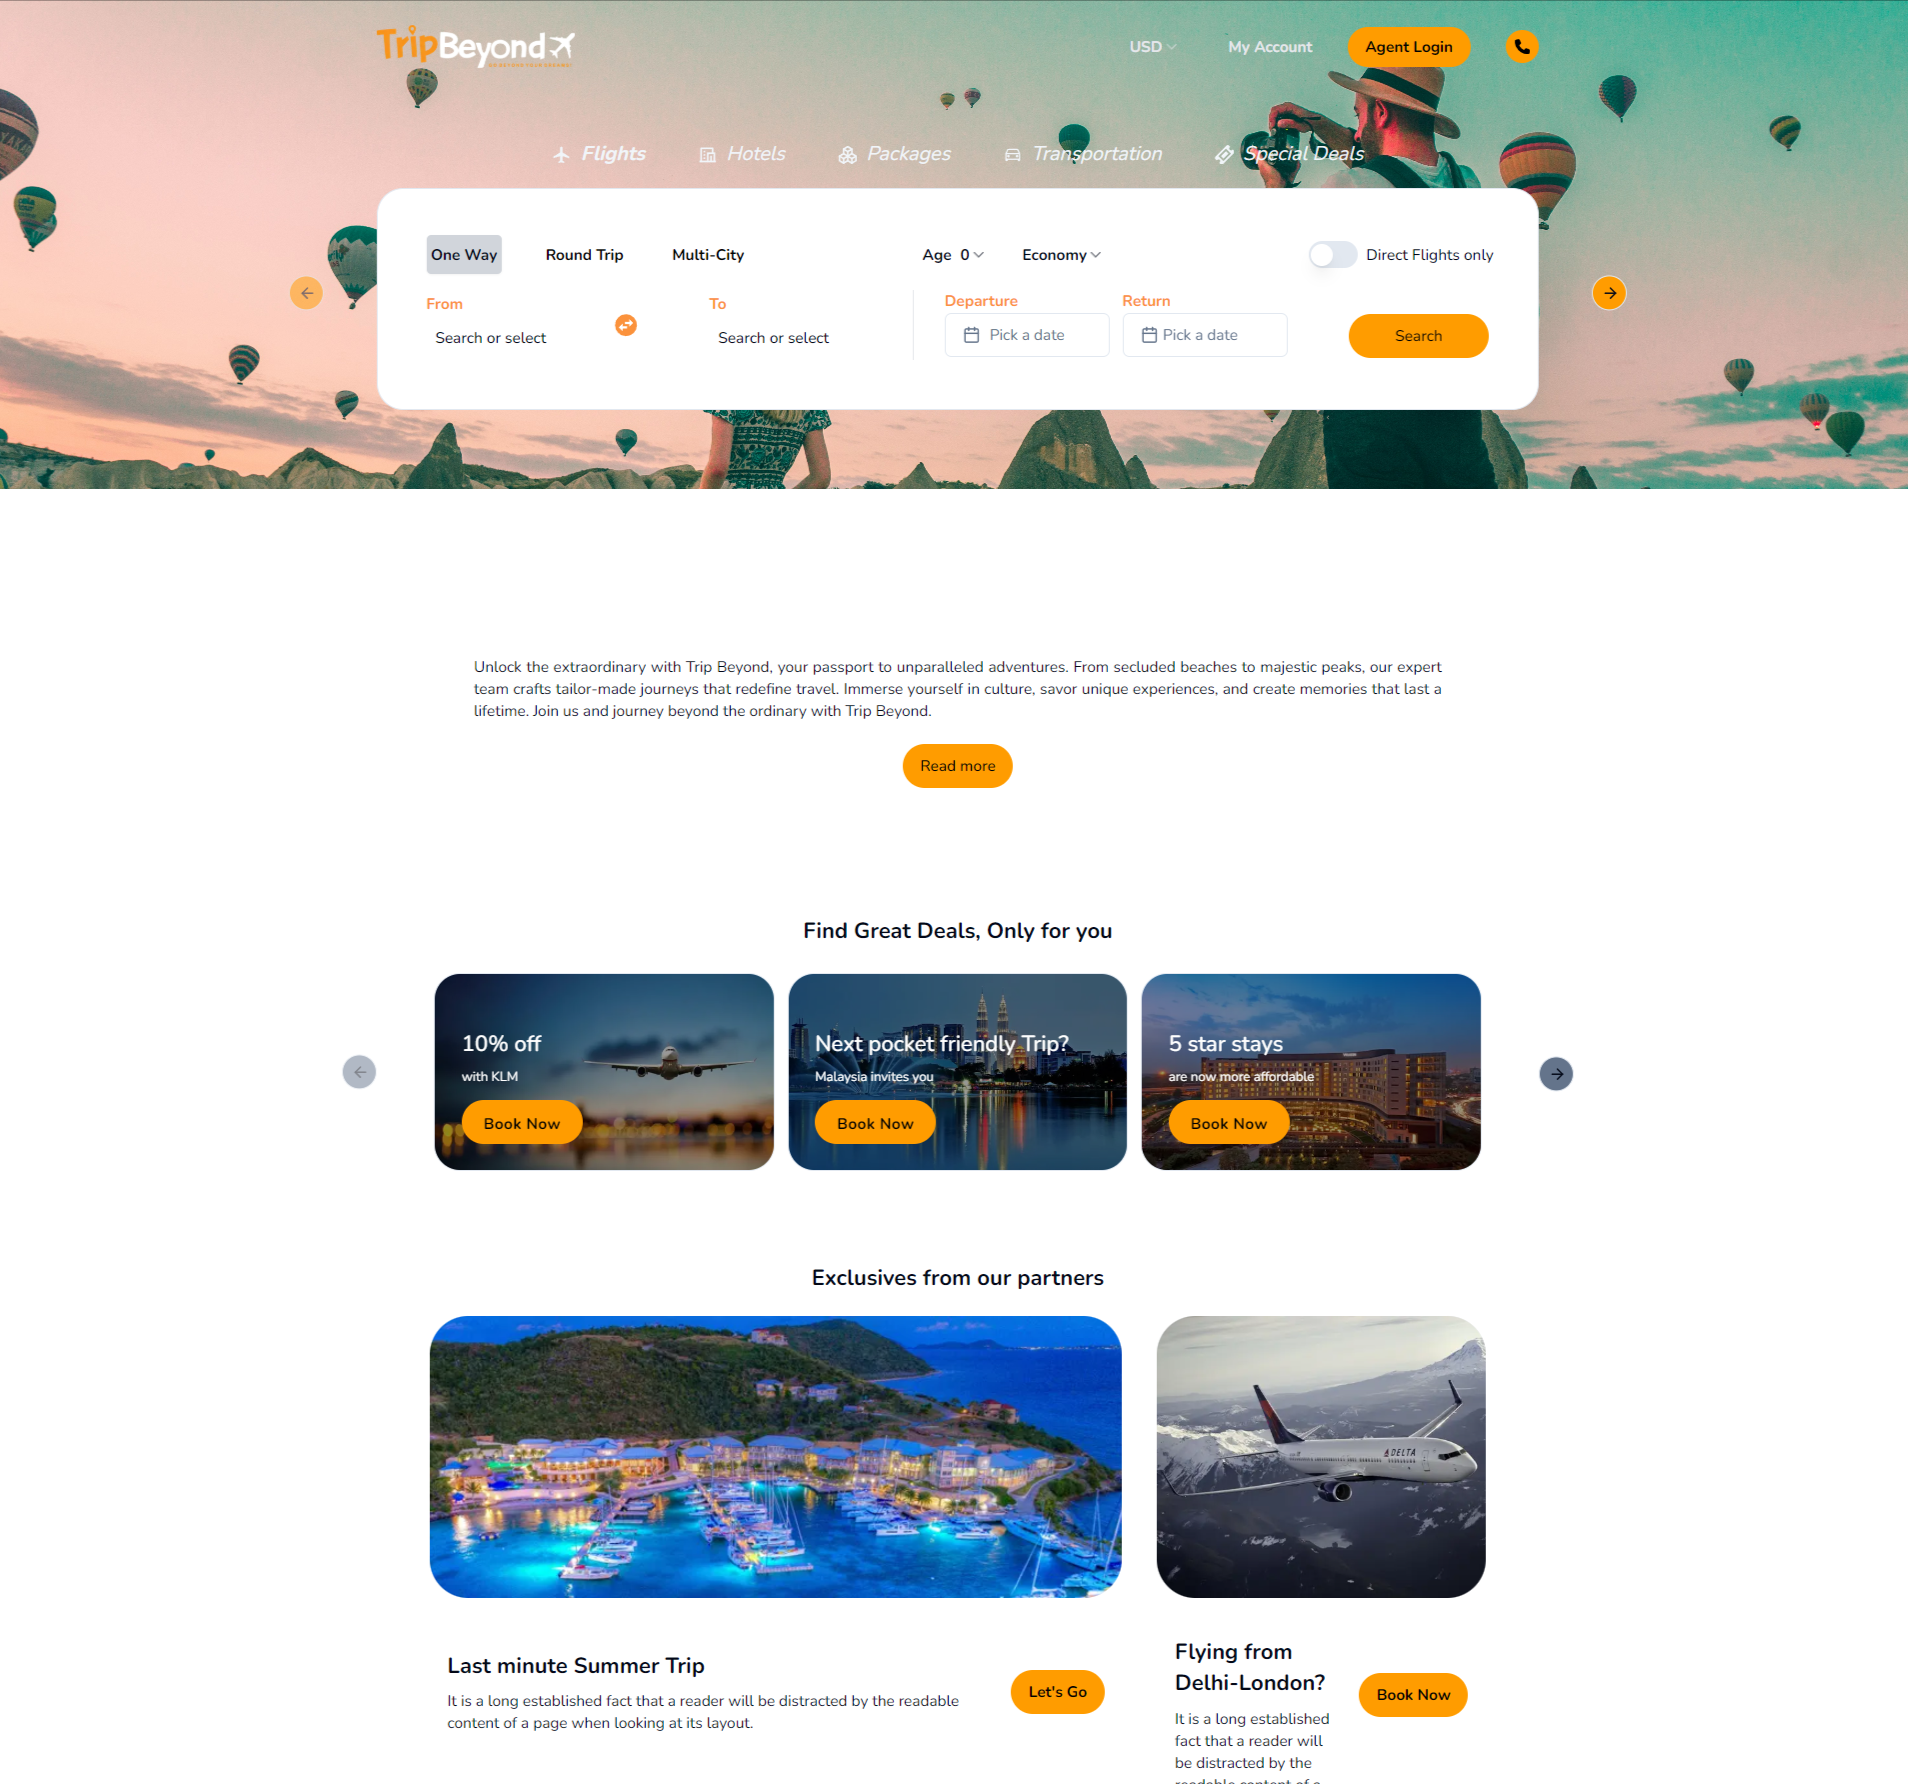 TripBeyond
USD
My Account
Agent Login
Flights
Hotels
Packages
Transportation
Special Deals
One Way
Round Trip
Multi-City
Age 0
Economy
Direct Flights only
From
To
Departure
Return
Search or select
Search or select
Pick a date
Pick a date
Search
Unlock the extraordinary with Trip Beyond, your passport to unparalleled adventures. From secluded beaches to majestic peaks, our expert
team crafts tailor-made journeys that redefine travel. Immerse yourself in culture, savor unique experiences, and create memories that last a
lifetime. Join us and journey beyond the ordinary with Trip Beyond.
Read more
Find Great Deals, Only for you
10% off
with KLM
Book Now
Next pocket friendly Trip?
Malaysia invites you
Book Now
5 star stays
are now more affordable
Book Now
Exclusives from our partners
DELTA
Last minute Summer Trip
It is a long established fact that a reader will be distracted by the readable
content of a page when looking at its layout.
Let's Go
Flying from
Delhi-London?
It is a long established
fact that a reader will
be distracted by the
readable content of a
Book Now